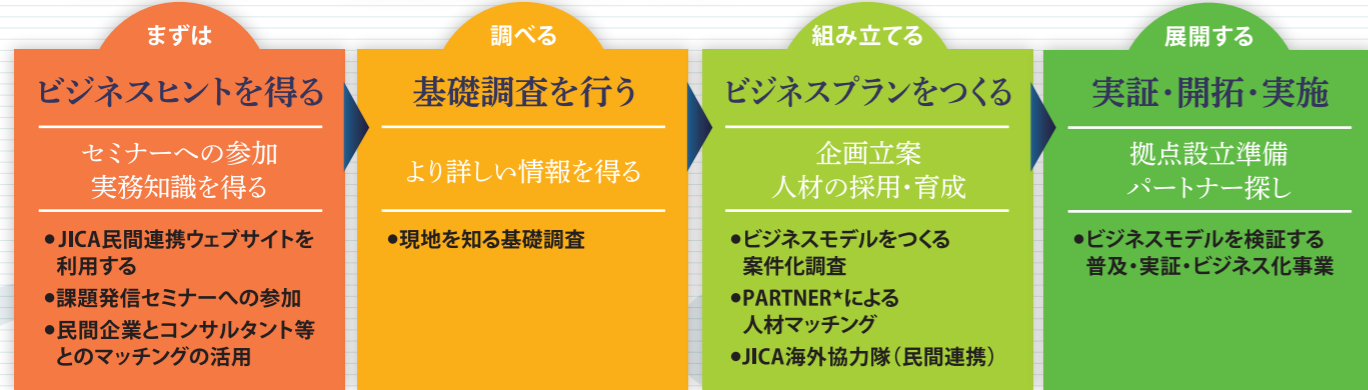 まずは
ビジネスヒントを得る
セミナーへの参加
実務知識を得る
●JICA民間連携ウェブサイトを
利用する
●課題発信セミナーへの参加
●民間企業とコンサルタント等
とのマッチングの活用
調べる
基礎調査を行う
より詳しい情報を得る
●現地を知る基礎調査
組み立てる
ビジネスプランをつくる
企画立案
人材の採用・育成
●ビジネスモデルをつくる
案件化調査
●PARTNER★による
人材マッチング
●JICA海外協力隊（民間連携）
展開する
実証・開拓・実施
拠点設立準備
パートナー探し
●ビジネスモデルを検証する
普及・実証・ビジネス化事業